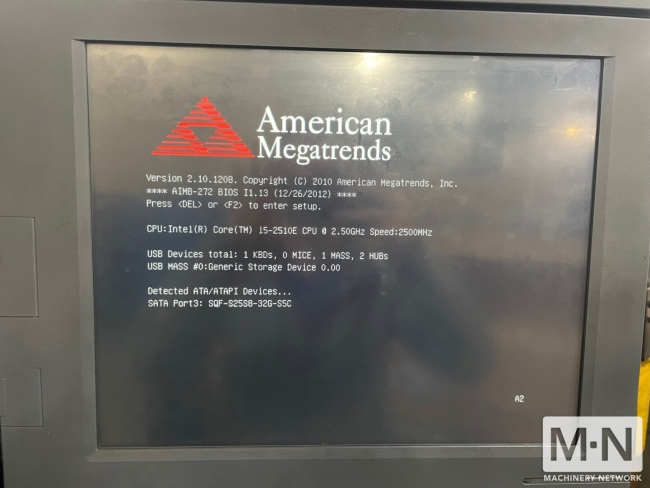 American
Megatrends
Version 2.10.1208. Copyright (C) 2010 American Megatrends, Inc.
**** AIMB-272 BIOS I1.13 (12/26/2012) ****
Press <DEL> or <F2> to enter setup.
CPU:Intel(R) Core(TM) i5-2510E CPU @ 2.50GHz Speed:2500MHz
USB Devices total: 1 KBDs, 0 MICE, 1 MASS, 2 HUBs
USB MASS #0:Generic Storage Device 0.00
Detected ATA/ATAPI Devices...
SATA Port3: SQF-S25S8-32G-S5C
A2
M·N
MACHINERY NETWORK